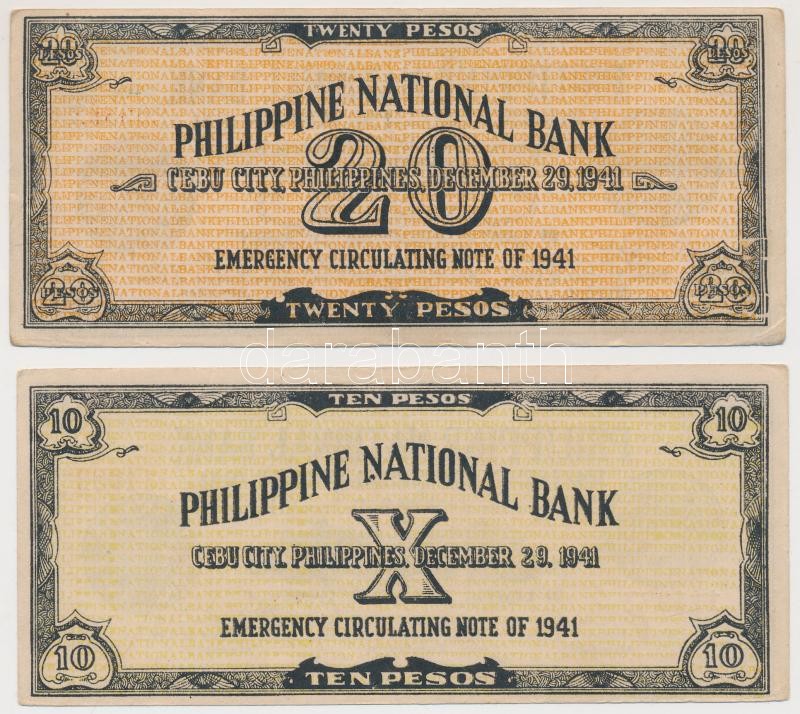 TWENTY PESOS
20 PESOS
20 PESOS
PHILIPPINE NATIONAL BANK
20
CEBU CITY, PHILIPPINES, DECEMBER 29, 1941
EMERGENCY CIRCULATING NOTE OF 1941
20 PESOS
20 PESOS
TWENTY PESOS
darabanth
TEN PESOS
10
10
PHILIPPINE NATIONAL BANK
X
CEBU CITY, PHILIPPINES, DECEMBER 29, 1941
EMERGENCY CIRCULATING NOTE OF 1941
10
10
TEN PESOS